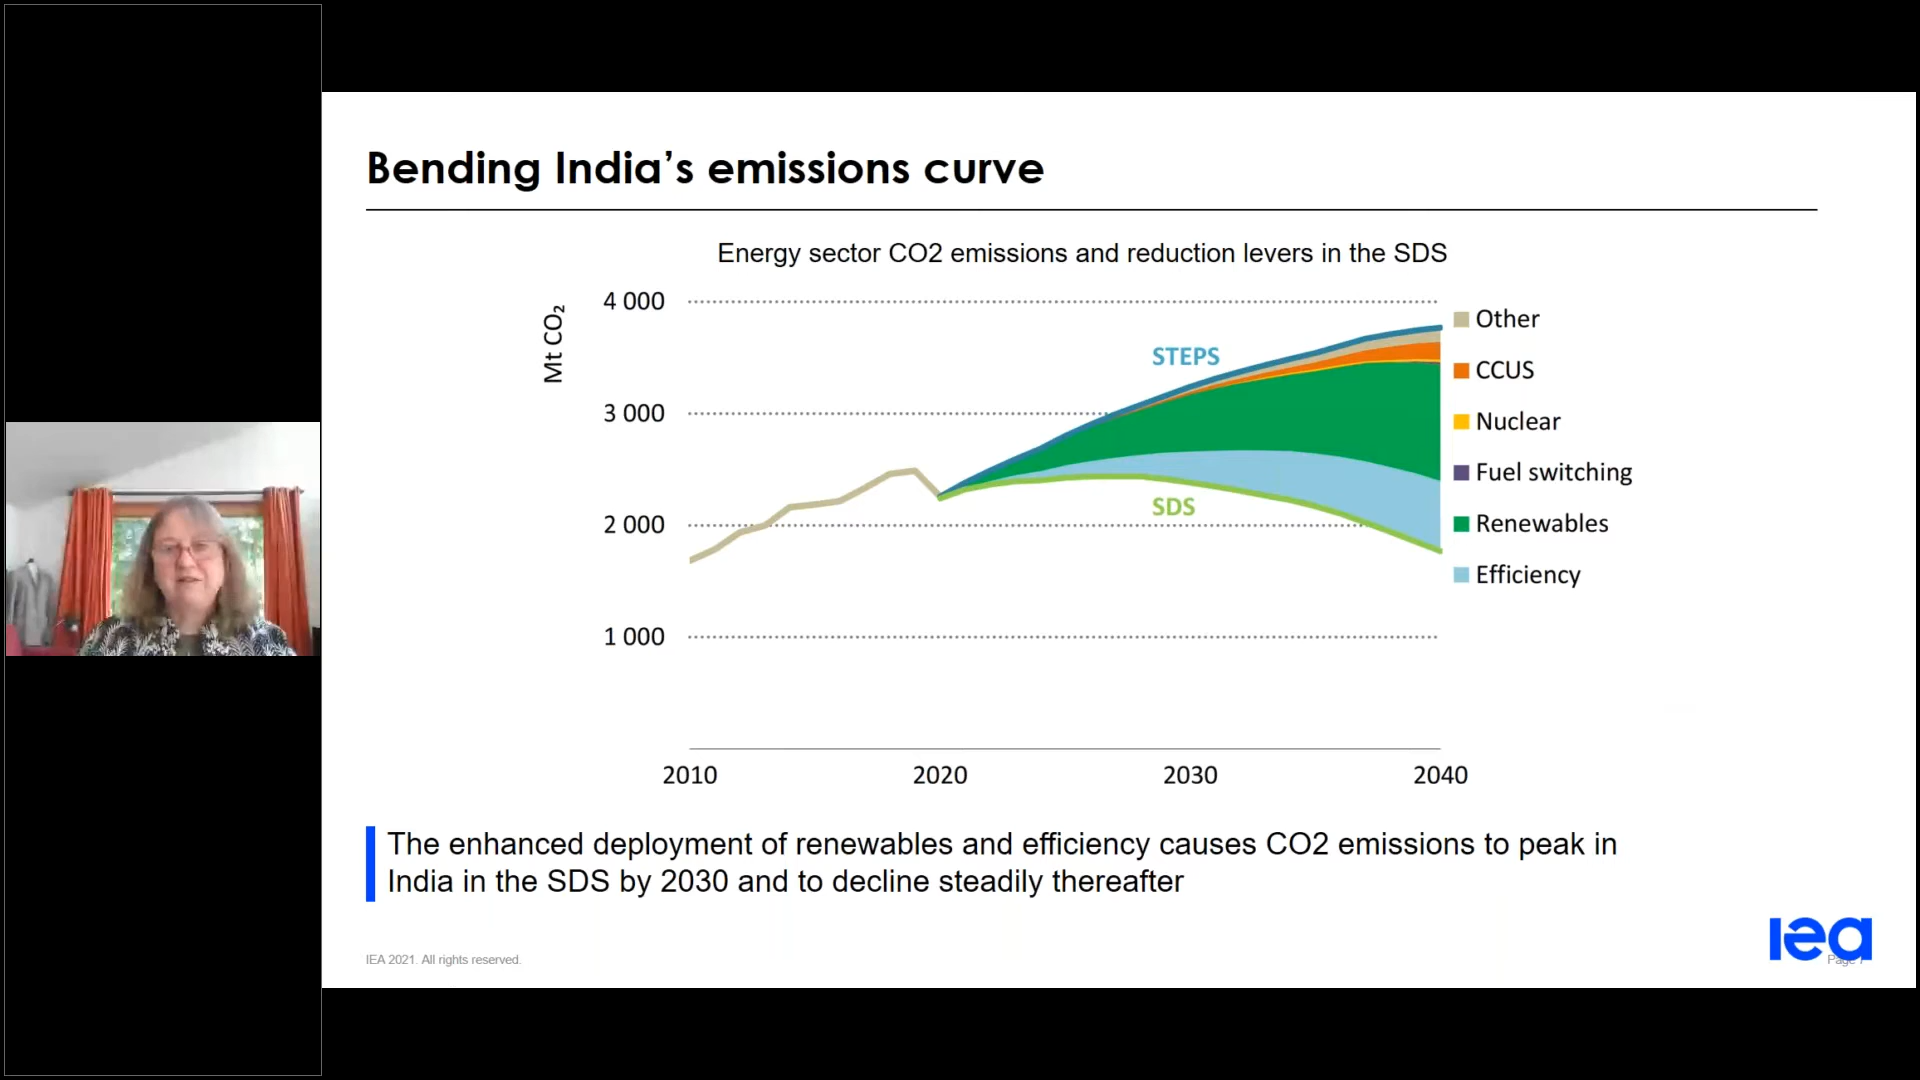 Bending India's emissions curve
Energy sector CO2 emissions and reduction levers in the SDS
Mt CO₂
4 000
3 000
2 000
1 000
STEPS
SDS
2010
2020
2030
2040
Other
CCUS
Nuclear
Fuel switching
Renewables
Efficiency
The enhanced deployment of renewables and efficiency causes CO2 emissions to peak in
India in the SDS by 2030 and to decline steadily thereafter
IEA 2021. All rights reserved.
iea
Page